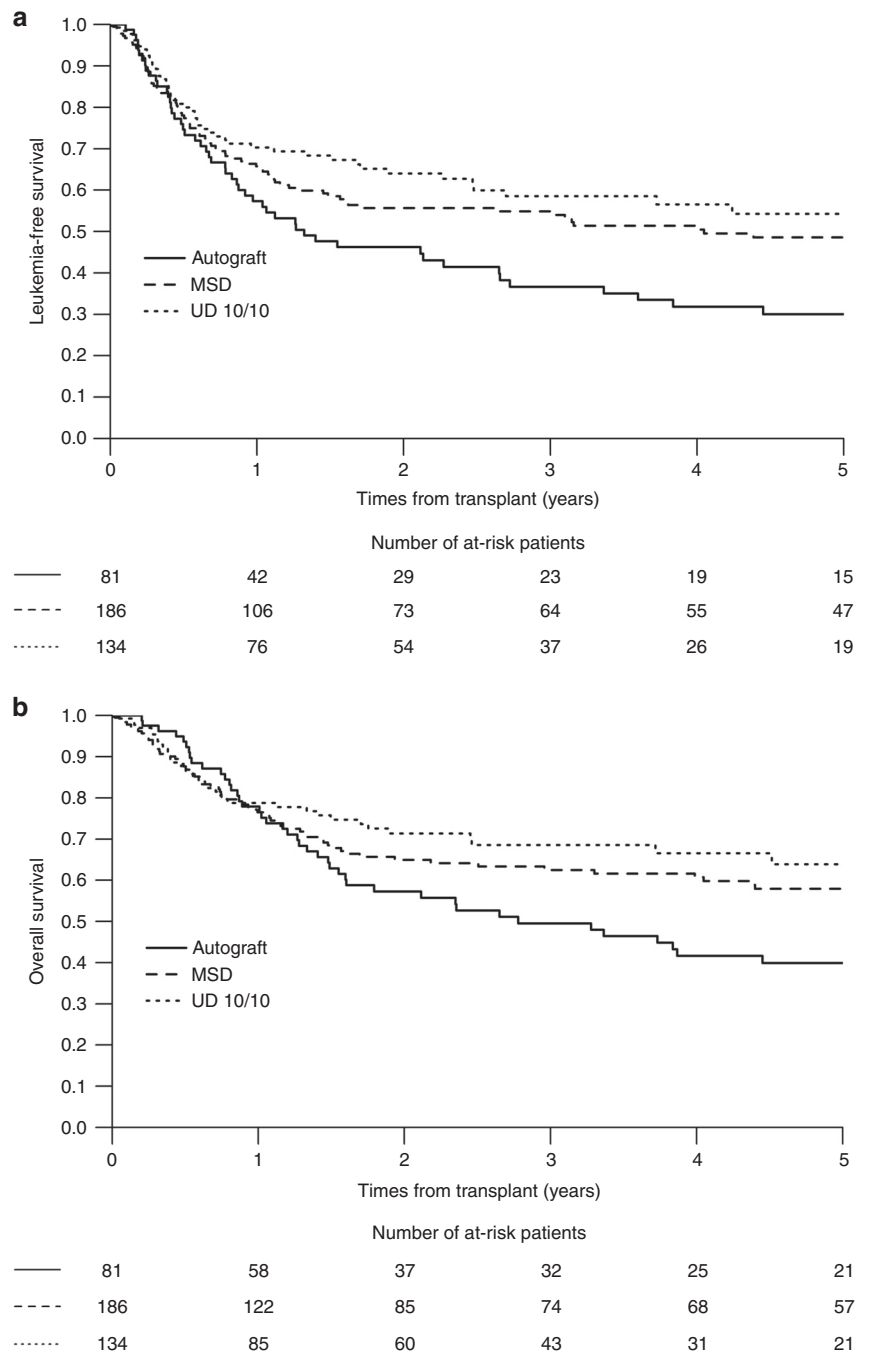 a
1.0
0.9
0.8
0.7
0.6
0.5
0.4
0.3
0.2
0.1
0.0
Leukemia-free survival
Autograft
MSD
UD 10/10
0 1 2 3 4 5
Times from transplant (years)
Number of at-risk patients
81 42 29 23 19 15
186 106 73 64 55 47
134 76 54 37 26 19
b
1.0
0.9
0.8
0.7
0.6
0.5
0.4
0.3
0.2
0.1
0.0
Overall survival
Autograft
MSD
UD 10/10
0 1 2 3 4 5
Times from transplant (years)
Number of at-risk patients
81 58 37 32 25 21
186 122 85 74 68 57
134 85 60 43 31 21